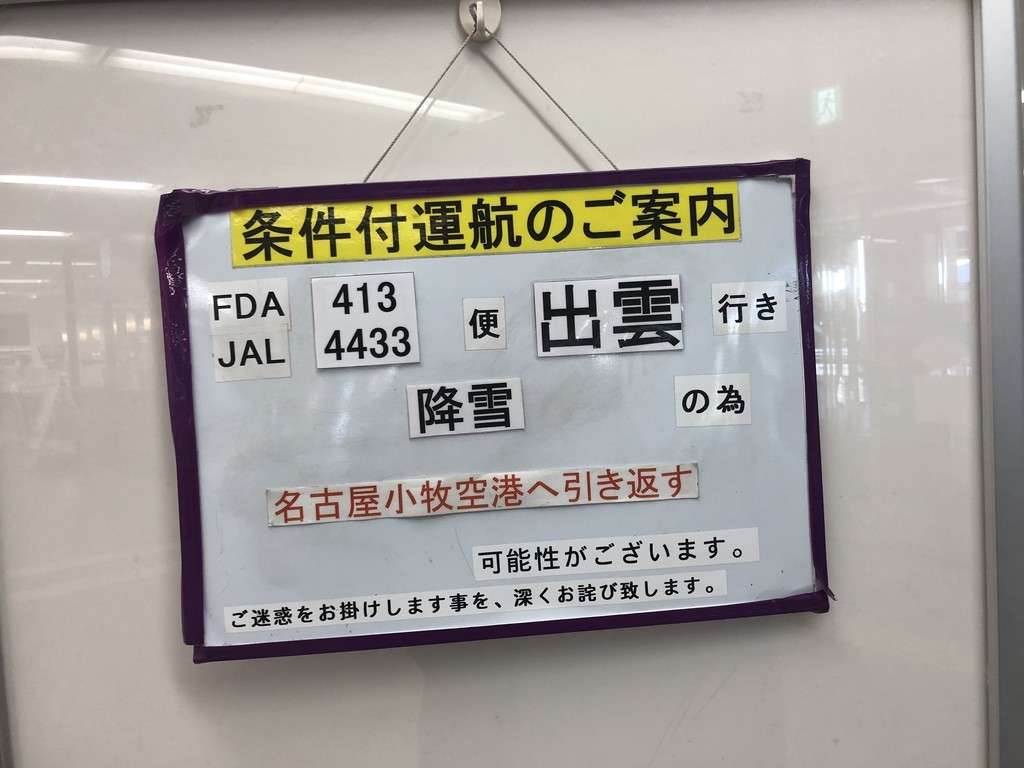 条件付運航のご案内
FDA 413 便 出雲 行き
JAL 4433
降雪 の為
名古屋小牧空港へ引き返す
可能性がございます。
ご迷惑をお掛けします事を、深くお詫び致します。